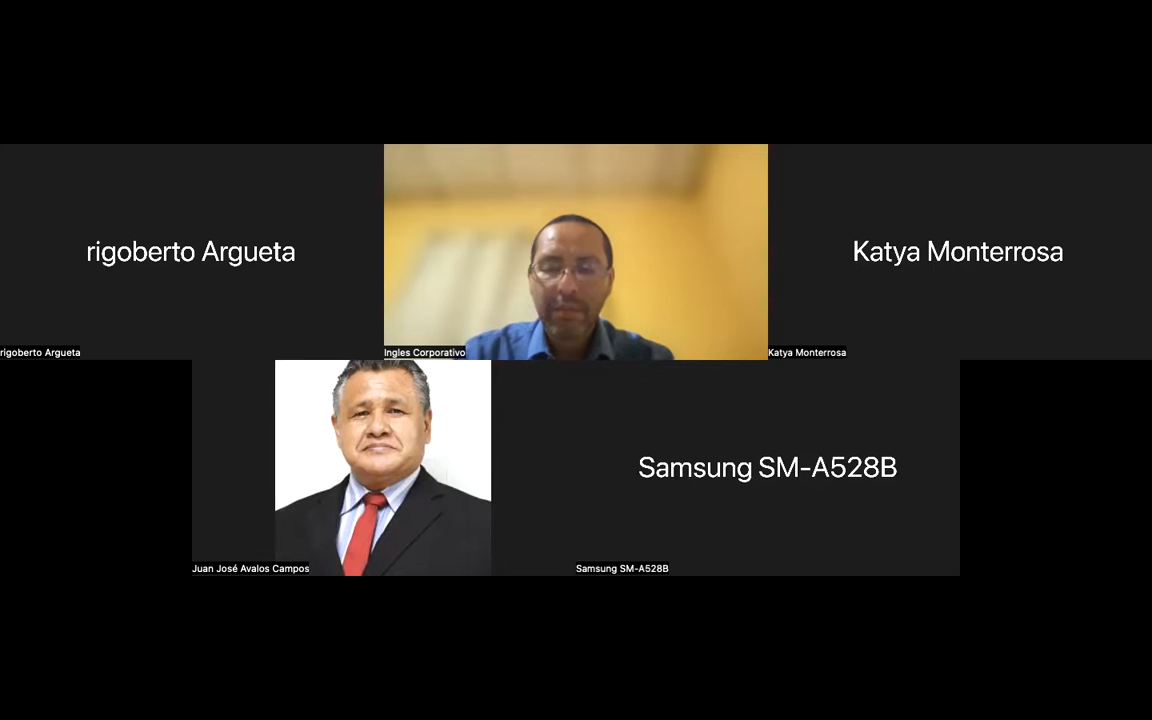 rigoberto Argueta
Katya Monterrosa
rigoberto Argueta
Ingles Corporativo
Katya Monterrosa
Samsung SM-A528B
Juan José Avalos Campos
Samsung SM-A528B